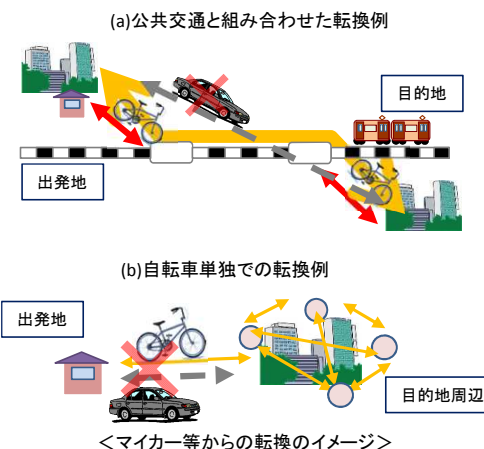 (a)公共交通と組み合わせた転換例
目的地
出発地
(b)自転車単独での転換例
出発地
目的地周辺
＜マイカー等からの転換のイメージ＞